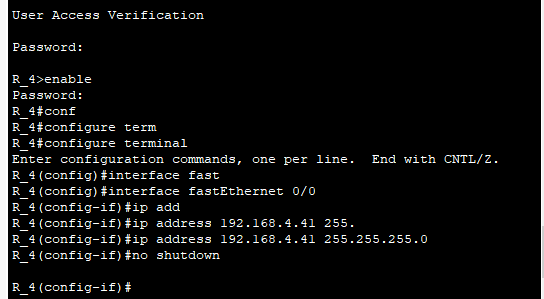 User Access Verification
Password:
R_4>enable
Password:
R_4#conf
R_4#configure term
R_4#configure terminal
Enter configuration commands, one per line.  End with CNTL/Z.
R_4(config)#interface fast
R_4(config)#interface fastEthernet 0/0
R_4(config-if)#ip add
R_4(config-if)#ip address 192.168.4.41 255.
R_4(config-if)#ip address 192.168.4.41 255.255.255.0
R_4(config-if)#no shutdown
R_4(config-if)#